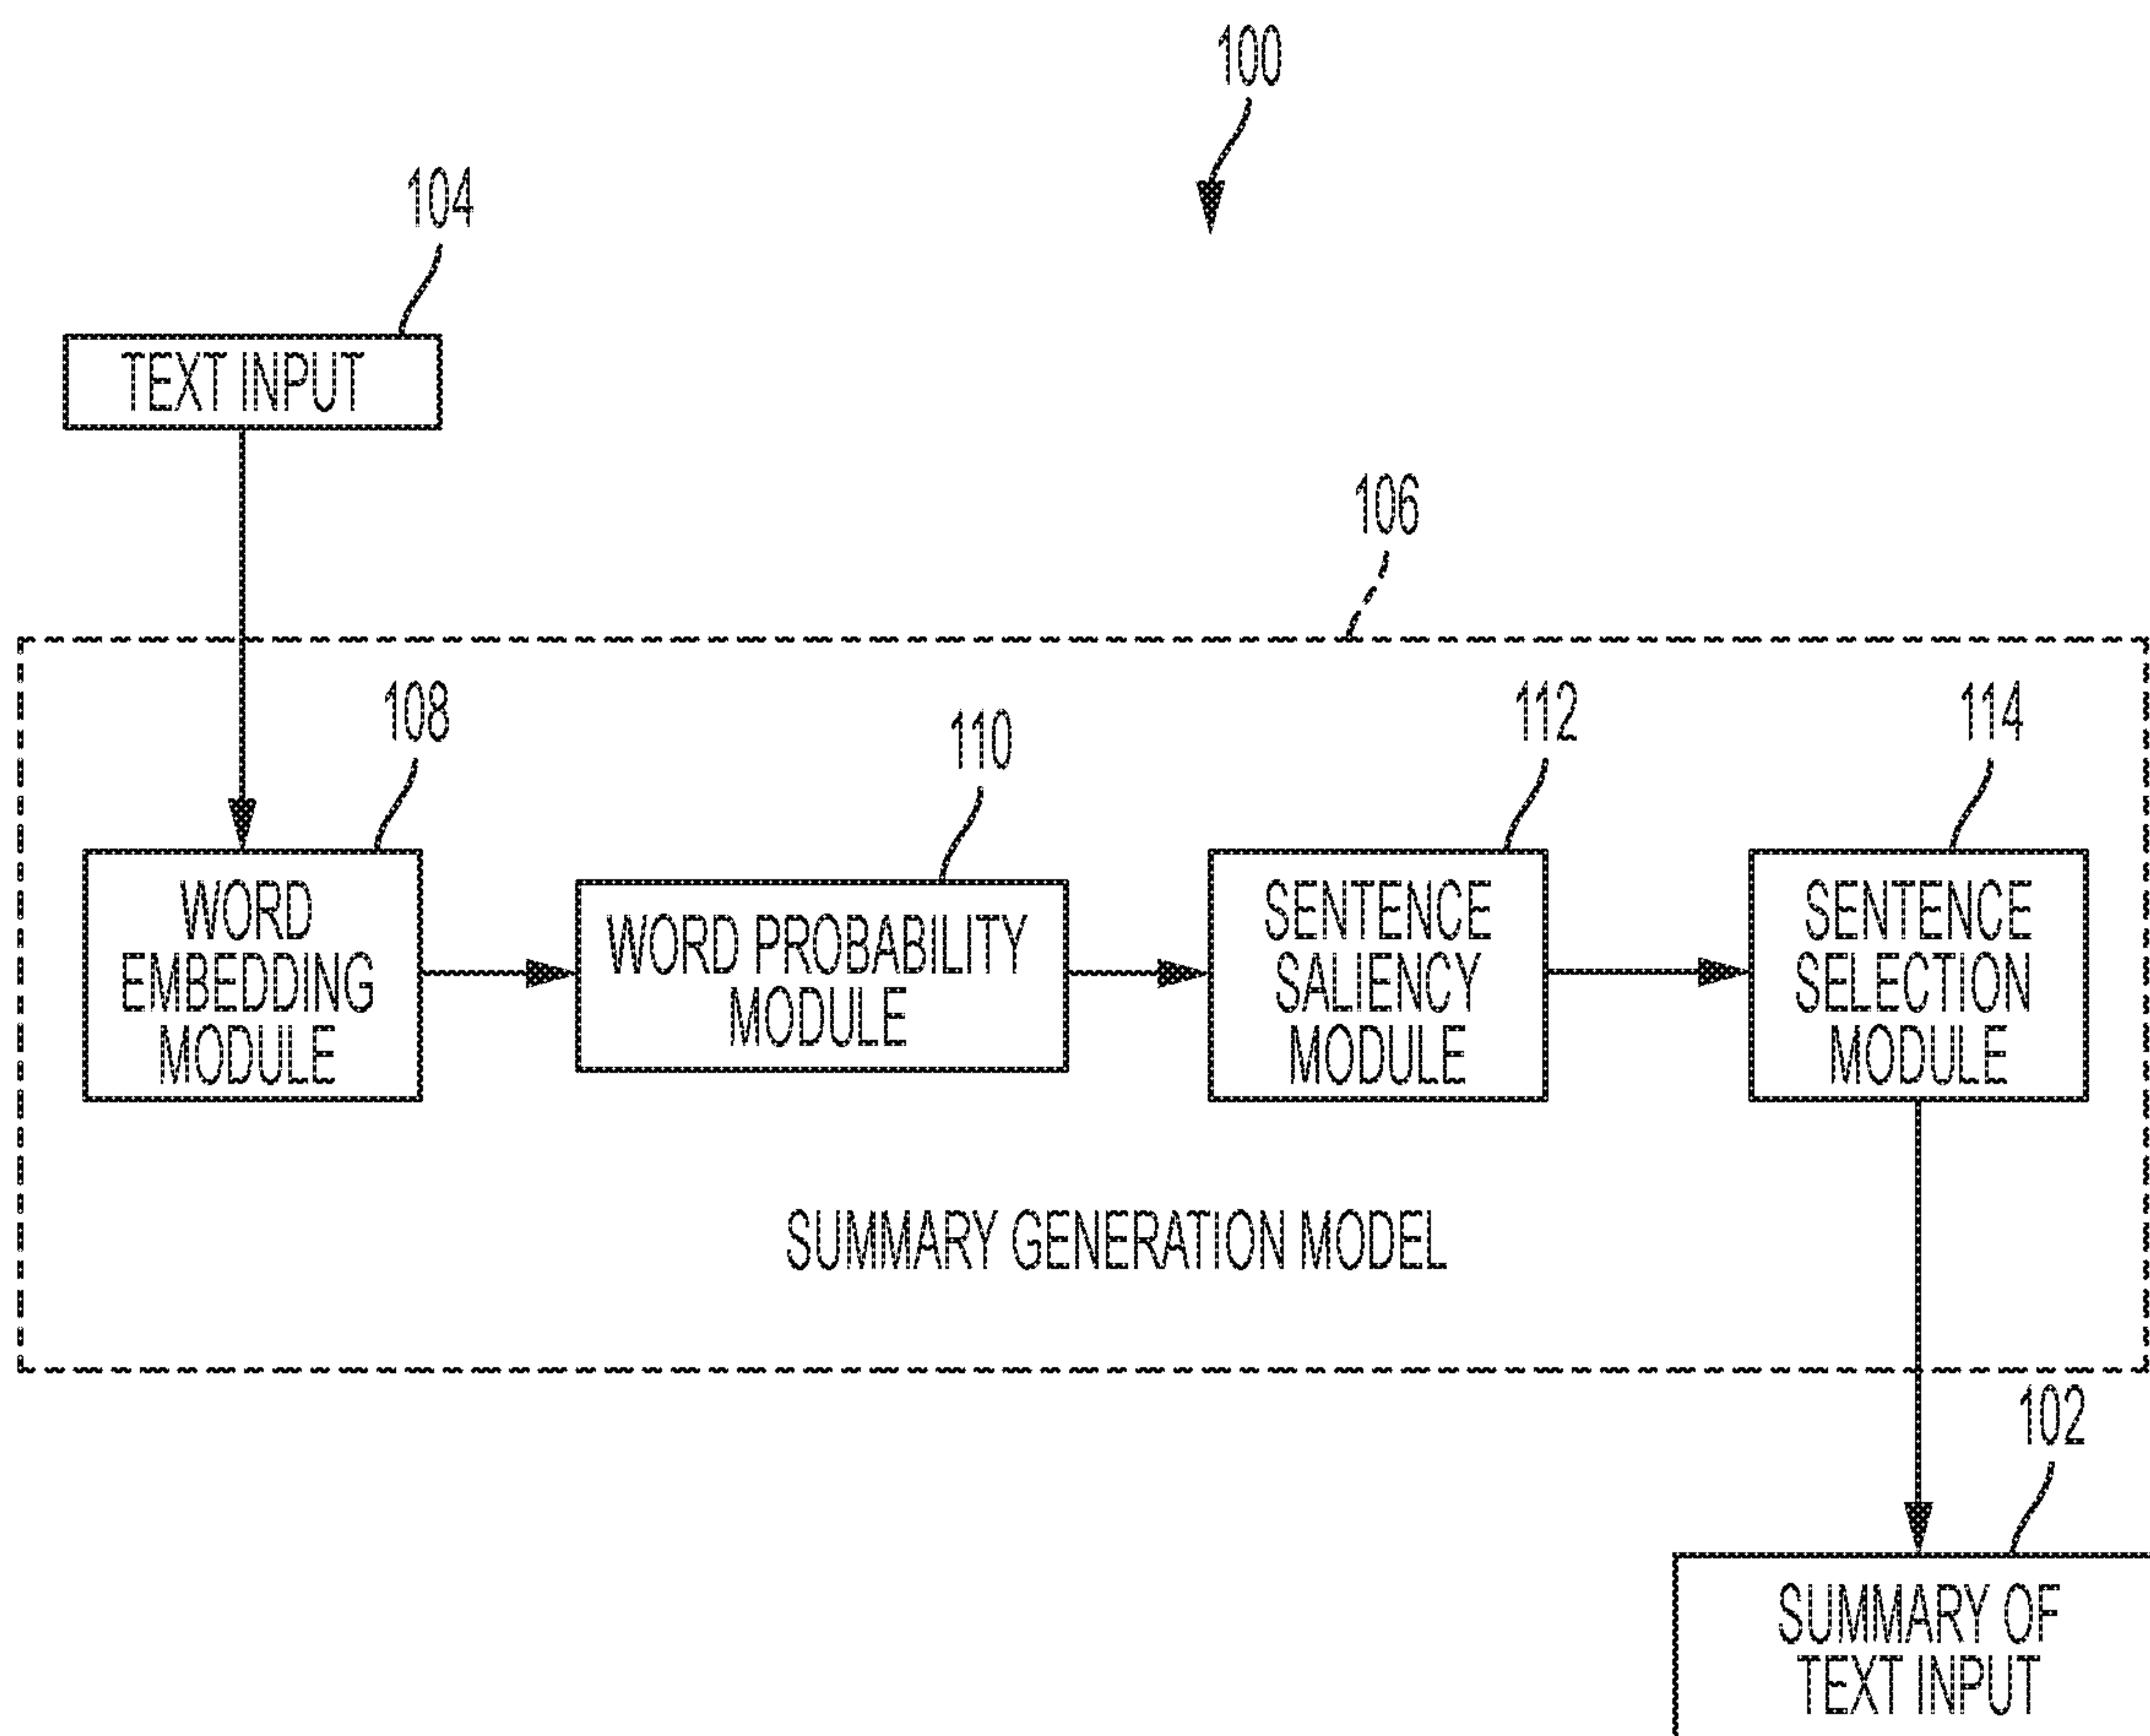 100
104
TEXT INPUT
106
108
110
112
114
WORD
EMBEDDING
MODULE
WORD PROBABILITY
MODULE
SENTENCE
SALIENCY
MODULE
SENTENCE
SELECTION
MODULE
SUMMARY GENERATION MODEL
102
SUMMARY OF
TEXT INPUT